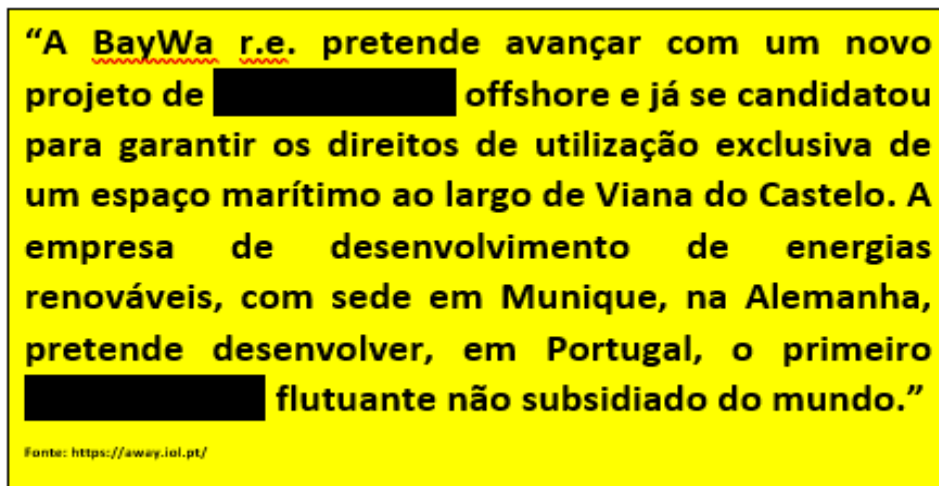 “A BayWa r.e. pretende avançar com um novo
projeto de offshore e já se candidatou
para garantir os direitos de utilização exclusiva de
um espaço marítimo ao largo de Viana do Castelo. A
empresa de desenvolvimento de energias
renováveis, com sede em Munique, na Alemanha,
pretende desenvolver, em Portugal, o primeiro
flutuante não subsidiado do mundo.”
Fonte: https://away.iol.pt/